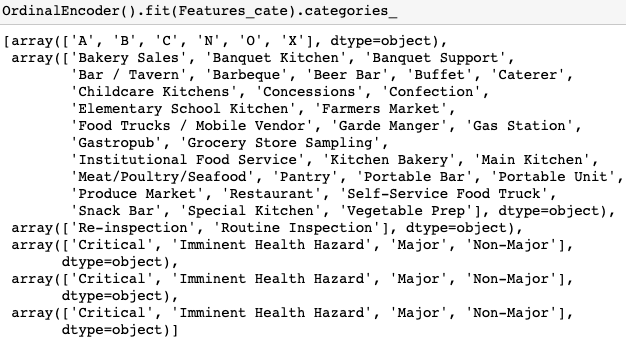 OrdinalEncoder().fit(Features_cate).categories_
[array(['A', 'B', 'C', 'N', 'O', 'X'], dtype=object),
 array(['Bakery Sales', 'Banquet Kitchen', 'Banquet Support',
        'Bar / Tavern', 'Barbeque', 'Beer Bar', 'Buffet', 'Caterer',
        'Childcare Kitchens', 'Concessions', 'Confection',
        'Elementary School Kitchen', 'Farmers Market',
        'Food Trucks / Mobile Vendor', 'Garde Manger', 'Gas Station',
        'Gastropub', 'Grocery Store Sampling',
        'Institutional Food Service', 'Kitchen Bakery', 'Main Kitchen',
        'Meat/Poultry/Seafood', 'Pantry', 'Portable Bar', 'Portable Unit',
        'Produce Market', 'Restaurant', 'Self-Service Food Truck',
        'Snack Bar', 'Special Kitchen', 'Vegetable Prep'], dtype=object),
 array(['Re-inspection', 'Routine Inspection'], dtype=object),
 array(['Critical', 'Imminent Health Hazard', 'Major', 'Non-Major'],
       dtype=object),
 array(['Critical', 'Imminent Health Hazard', 'Major', 'Non-Major'],
       dtype=object),
 array(['Critical', 'Imminent Health Hazard', 'Major', 'Non-Major'],
       dtype=object)]